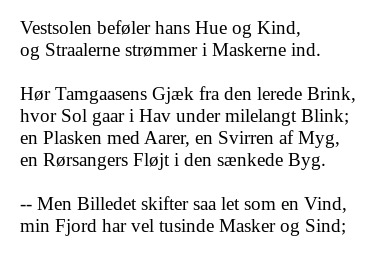 Vestsolen beføler hans Hue og Kind,
og Straalerne strømmer i Maskerne ind.

Hør Tamgaasens Gjæk fra den lerede Brink,
hvor Sol gaar i Hav under milelangt Blink;
en Plasken med Aarer, en Svirren af Myg,
en Rørsangers Fløjt i den sænkede Byg.

-- Men Billedet skifter saa let som en Vind,
min Fjord har vel tusinde Masker og Sind;